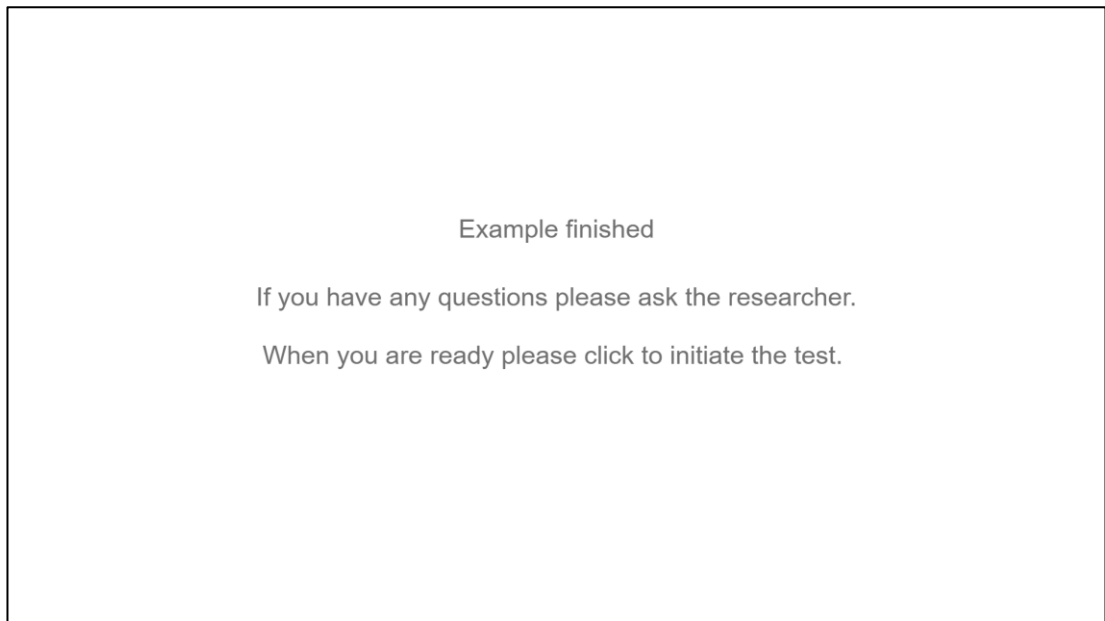 Example finished
If you have any questions please ask the researcher.
When you are ready please click to initiate the test.